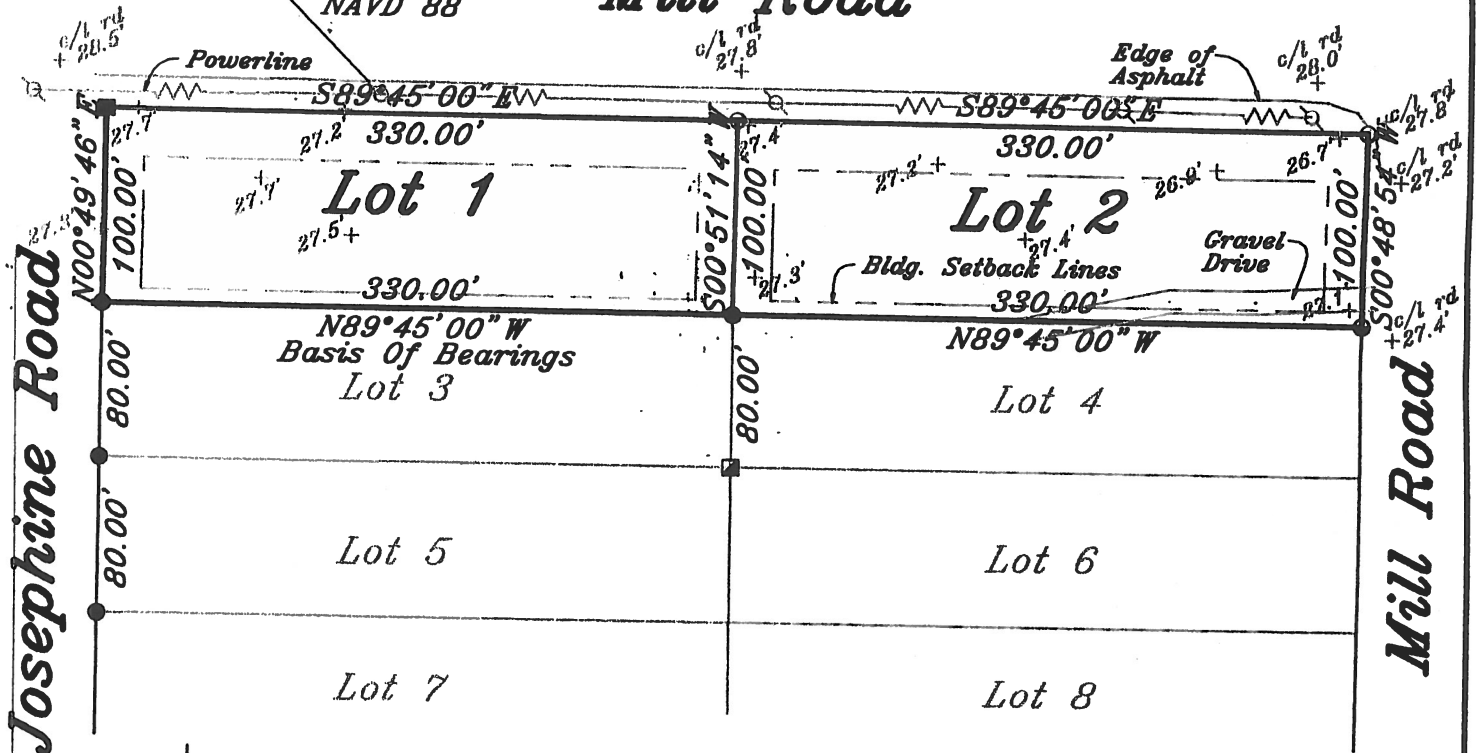 NAVD 88
Mill Road
c/l rd
28.5'
c/l rd
27.8'
Edge of
Asphalt
c/l rd
28.0'
Powerline
S89°45'00"E
S89°45'00"E
c/l rd
27.8'
27.7'
27.2'
330.00'
27.4'
330.00'
26.7'
c/l rd
27.2'
N00°49'46"E
100.00'
27.7'
Lot 1
27.5'
S00°51'14"W
100.00'
27.2'
26.9'
Lot 2
27.4'
Gravel
Drive
100.00'
S00°48'54"W
27.3'
Bldg. Setback Lines
330.00'
330.00'
27.1'
c/l rd
27.4'
N89°45'00"W
N89°45'00"W
Basis Of Bearings
Lot 3
Lot 4
80.00'
80.00'
Lot 5
Lot 6
80.00'
Lot 7
Lot 8
Josephine Road
Mill Road